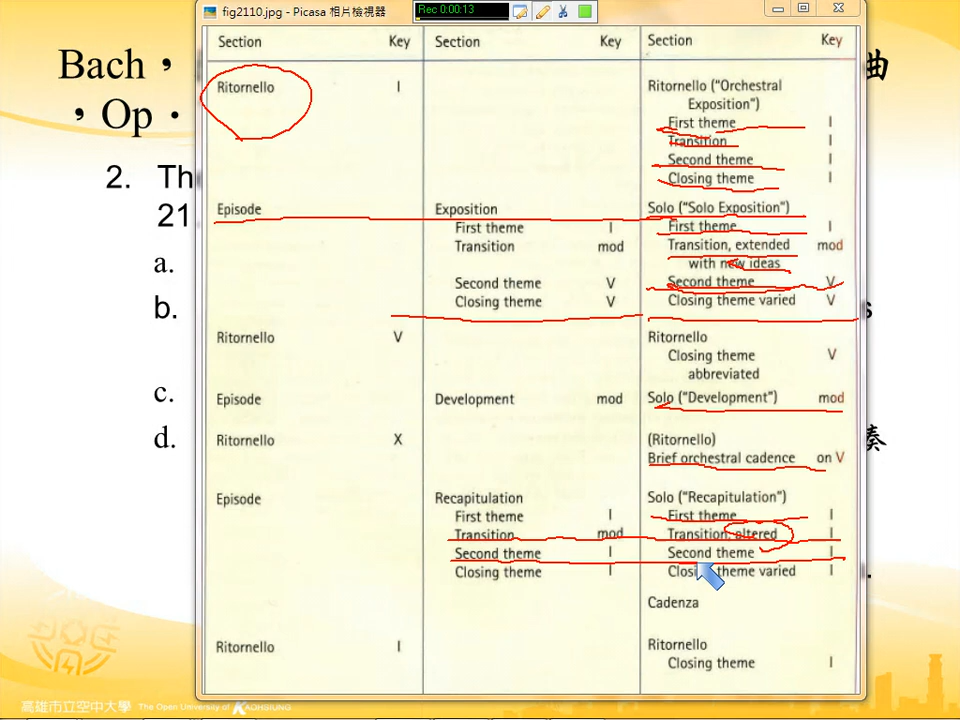 fig2110.jpg - Picasa 相片檢視器
Rec 0:00:13
Bach，
曲
，Op．
2. Th
21
a.
b.
s
c.
d.
奏
Section Key Section Key Section Key
Ritornello I Ritornello ("Orchestral
Exposition")
First theme I
Transition I
Second theme I
Closing theme I
Episode Exposition Solo ("Solo Exposition")
First theme I First theme I
Transition mod Transition, extended mod
with new ideas
Second theme V Second theme V
Closing theme V Closing theme varied V
Ritornello V Ritornello
Closing theme V
abbreviated
Episode Development mod Solo ("Development") mod
Ritornello X (Ritornello)
Brief orchestral cadence on V
Episode Recapitulation Solo ("Recapitulation")
First theme I First theme I
Transition mod Transition, altered I
Second theme I Second theme I
Closing theme I Closing theme varied I
Cadenza
Ritornello I Ritornello
Closing theme I
高雄市立空中大學 The Open University of KAOHSIUNG